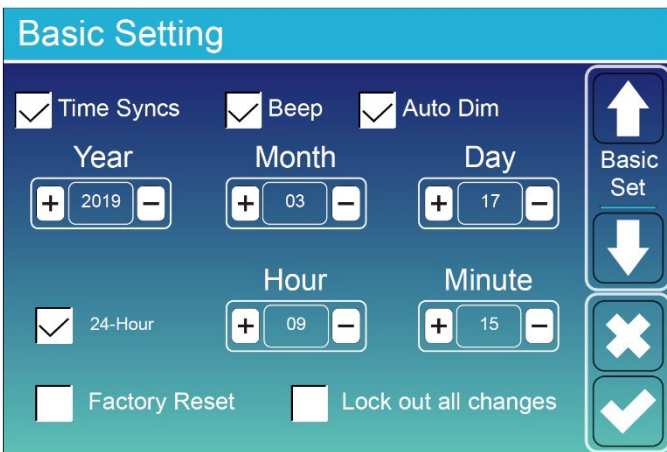 Basic Setting
Time Syncs Beep Auto Dim
Year Month Day
+ 2019 − + 03 − + 17 −
Basic
Set
Hour Minute
24-Hour + 09 − + 15 −
Factory Reset Lock out all changes